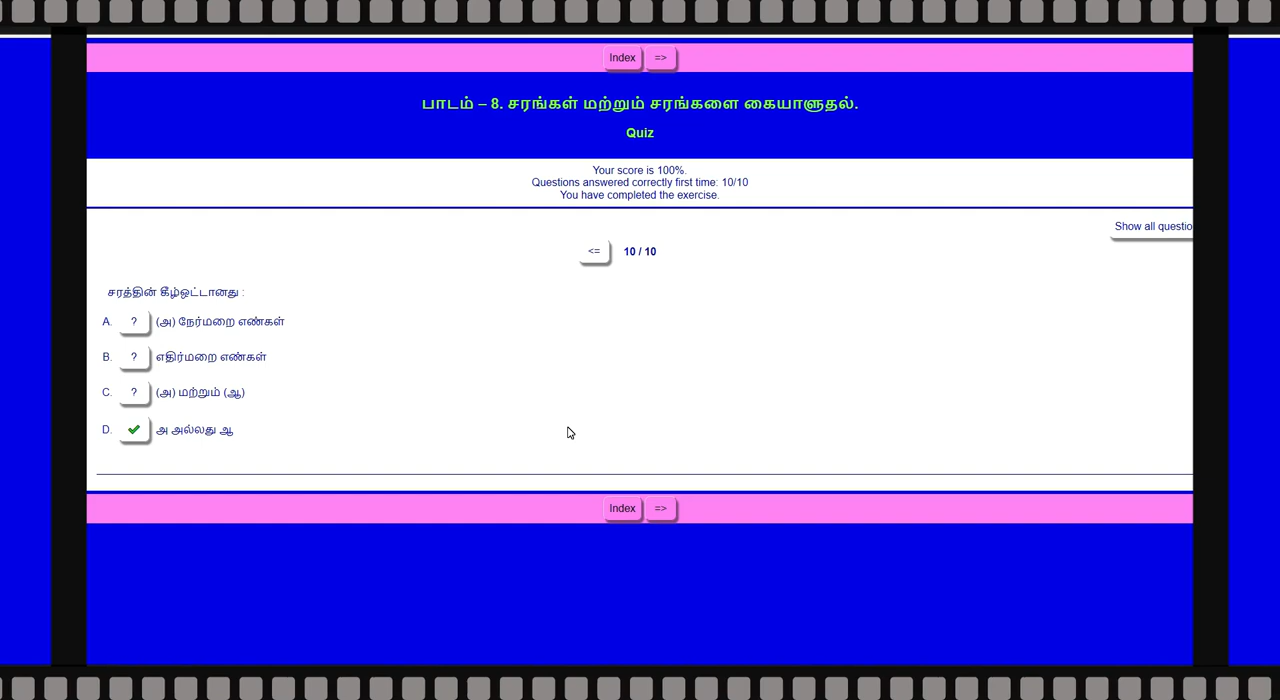 Index =>
பாடம் – 8. சரங்கள் மற்றும் சரங்களை கையாளுதல்.
Quiz
Your score is 100%.
Questions answered correctly first time: 10/10
You have completed the exercise.
Show all questio
<= 10 / 10
சரத்தின் கீழ்ஒட்டானது :
A. ? (அ) நேர்மறை எண்கள்
B. ? எதிர்மறை எண்கள்
C. ? (அ) மற்றும் (ஆ)
D. ✔ அ அல்லது ஆ
Index =>